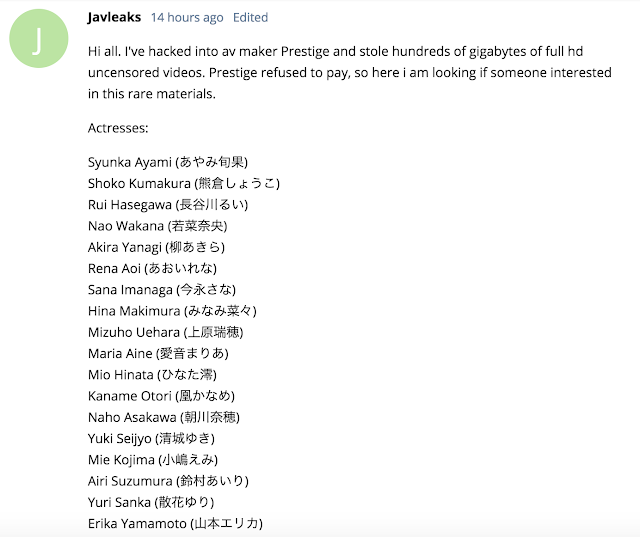 J
Javleaks 14 hours ago Edited
Hi all. I've hacked into av maker Prestige and stole hundreds of gigabytes of full hd
uncensored videos. Prestige refused to pay, so here i am looking if someone interested
in this rare materials.
Actresses:
Syunka Ayami (あやみ旬果)
Shoko Kumakura (熊倉しょうこ)
Rui Hasegawa (長谷川るい)
Nao Wakana (若菜奈央)
Akira Yanagi (柳あきら)
Rena Aoi (あおいれな)
Sana Imanaga (今永さな)
Hina Makimura (みなみ菜々)
Mizuho Uehara (上原瑞穂)
Maria Aine (愛音まりあ)
Mio Hinata (ひなた澪)
Kaname Otori (凰かなめ)
Naho Asakawa (朝川奈穂)
Yuki Seijyo (清城ゆき)
Mie Kojima (小嶋えみ)
Airi Suzumura (鈴村あいり)
Yuri Sanka (散花ゆり)
Erika Yamamoto (山本エリカ)